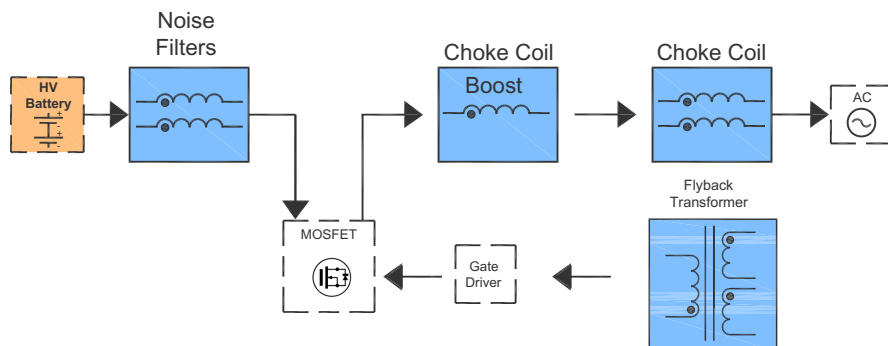 Noise
Filters
Choke Coil
Boost
Choke Coil
HV
Battery
+
+
-
AC
Flyback
Transformer
MOSFET
Gate
Driver